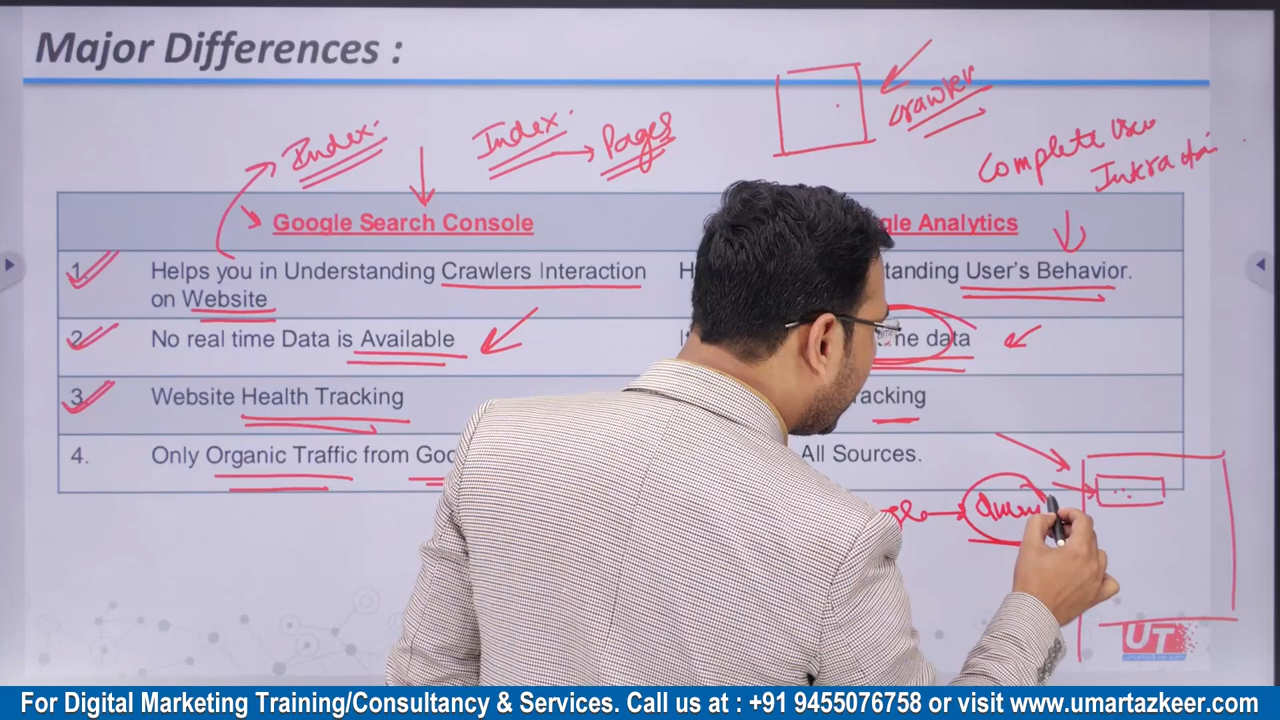 Major Differences :
Crawler
Index.
Index.
Pages
Complete User
Google Search Console
gle Analytics
1.
Helps you in Understanding Crawlers Interaction
on Website
H
tanding User's Behavior.
2.
No real time Data is Available
It
me data
3.
Website Health Tracking
racking
4.
Only Organic Traffic from Goo
All Sources.
UT
For Digital Marketing Training/Consultancy & Services. Call us at : +91 9455076758 or visit www.umartazkeer.com